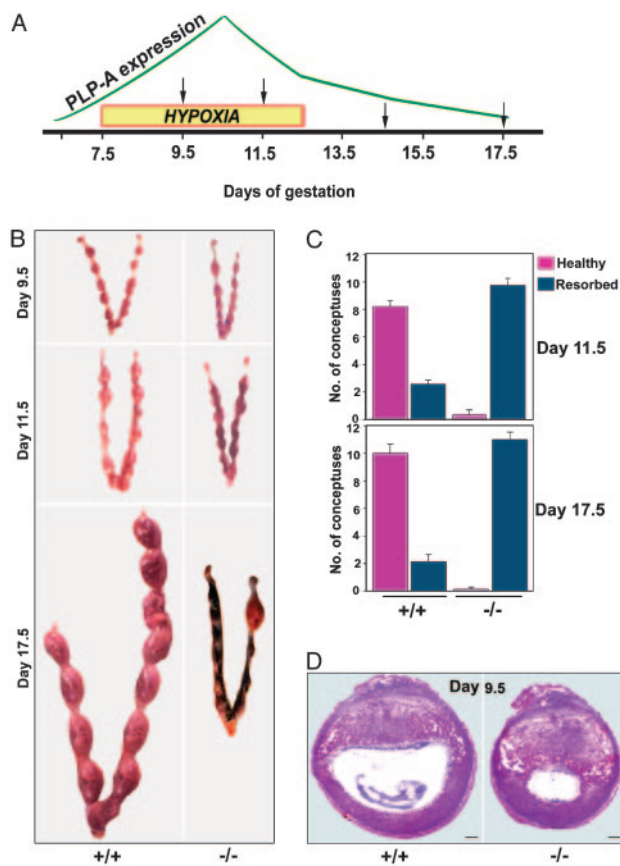 A
PLP-A expression
HYPOXIA
7.5 9.5 11.5 13.5 15.5 17.5
Days of gestation
B
Day 9.5
Day 11.5
Day 17.5
+/+ -/-
C
Healthy
Resorbed
No. of conceptuses
12
10
8
6
4
2
0
Day 11.5
No. of conceptuses
12
10
8
6
4
2
0
Day 17.5
+/+ -/-
D
Day 9.5
+/+ -/-